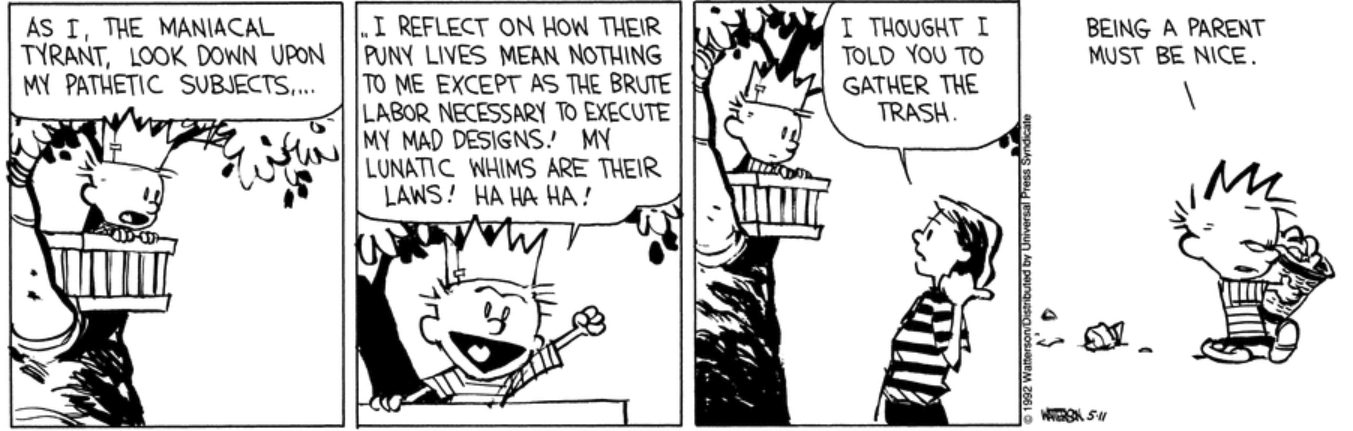 AS I, THE MANIACAL
TYRANT, LOOK DOWN UPON
MY PATHETIC SUBJECTS,...
..I REFLECT ON HOW THEIR
PUNY LIVES MEAN NOTHING
TO ME EXCEPT AS THE BRUTE
LABOR NECESSARY TO EXECUTE
MY MAD DESIGNS! MY
LUNATIC WHIMS ARE THEIR
LAWS! HA HA HA!
I THOUGHT I
TOLD YOU TO
GATHER THE
TRASH.
© 1992 Watterson/Distributed by Universal Press Syndicate
BEING A PARENT
MUST BE NICE.
WATTERSON 5·11